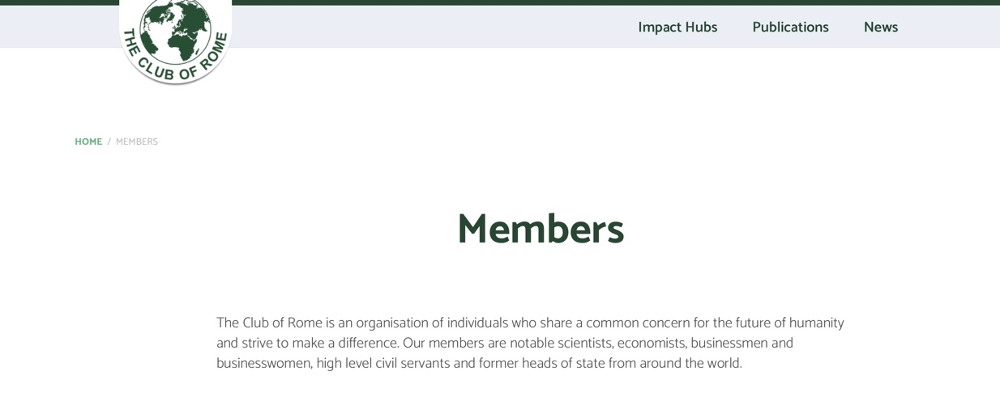 THE CLUB OF ROME
Impact Hubs Publications News
HOME / MEMBERS
Members
The Club of Rome is an organisation of individuals who share a common concern for the future of humanity
and strive to make a difference. Our members are notable scientists, economists, businessmen and
businesswomen, high level civil servants and former heads of state from around the world.